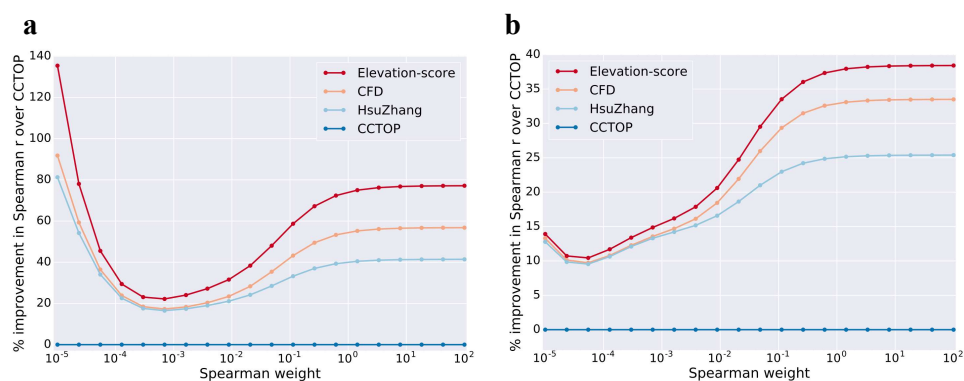 a
% improvement in Spearman r over CCTOP
140
120
100
80
60
40
20
0
Elevation-score
CFD
HsuZhang
CCTOP
10^-5 10^-4 10^-3 10^-2 10^-1 10^0 10^1 10^2
Spearman weight
b
% improvement in Spearman r over CCTOP
40
35
30
25
20
15
10
5
0
Elevation-score
CFD
HsuZhang
CCTOP
10^-5 10^-4 10^-3 10^-2 10^-1 10^0 10^1 10^2
Spearman weight